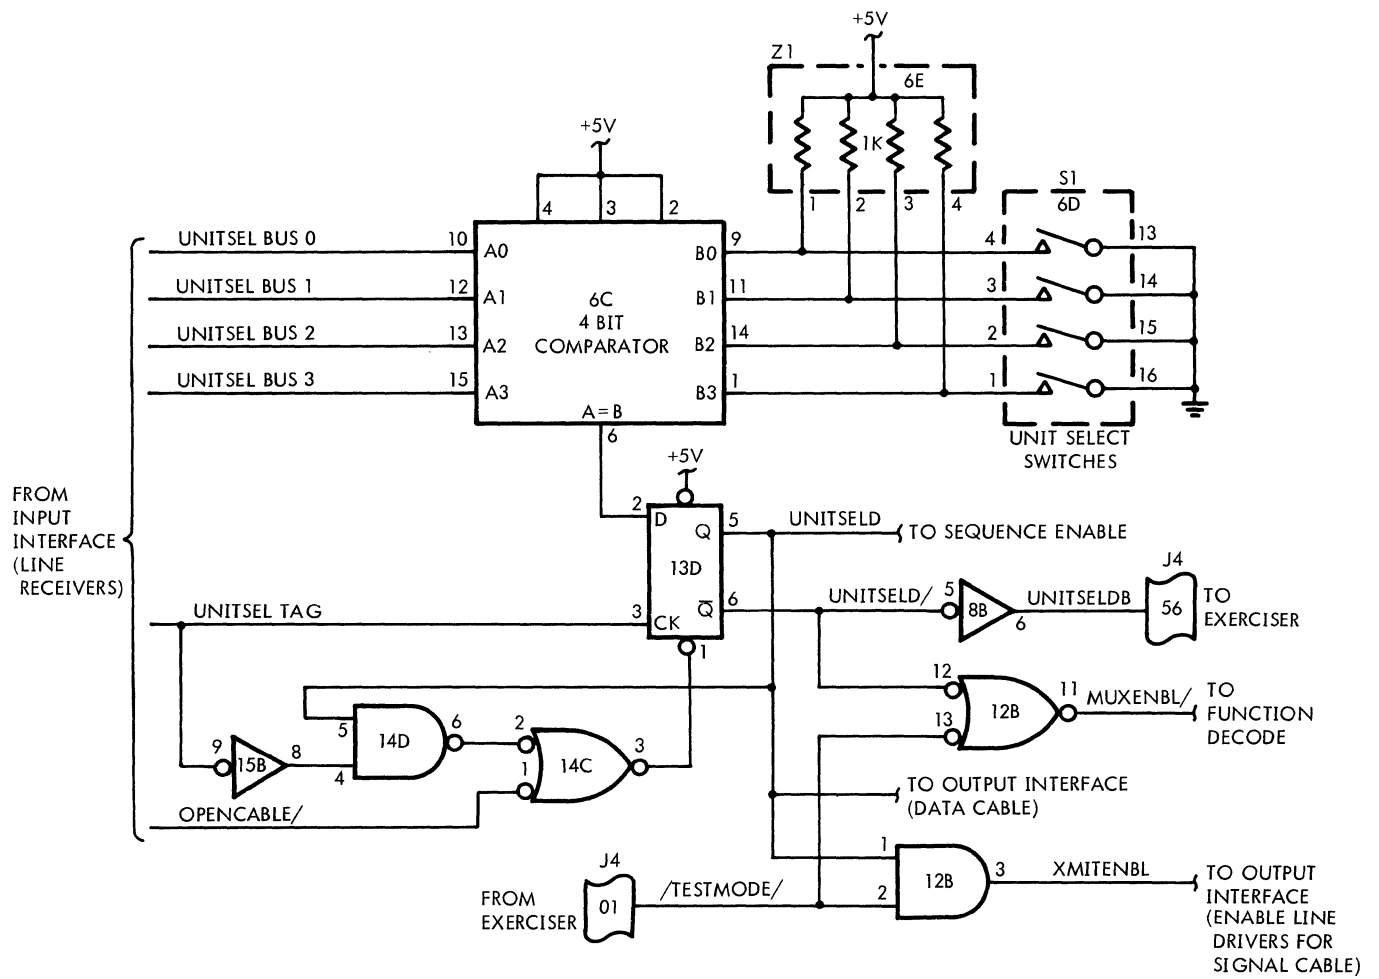 +5V
Z1
6E
1K
1 2 3 4
+5V
4 3 2
S1
6D
UNITSEL BUS 0 10 A0 B0 9 4 13
UNITSEL BUS 1 12 A1 B1 11 3 14
UNITSEL BUS 2 13 A2 B2 14 2 15
UNITSEL BUS 3 15 A3 B3 1 1 16
6C
4 BIT
COMPARATOR
A=B
6
UNIT SELECT
SWITCHES
FROM
INPUT
INTERFACE
(LINE
RECEIVERS)
+5V
2 D Q 5 UNITSELD TO SEQUENCE ENABLE
13D
UNITSEL TAG 3 CK Q̅ 6 UNITSELD/ 5 8B 6 UNITSELDB
J4
56
TO
EXERCISER
1
9 15B 8
5 4 14D 6
2 1 14C 3
OPENCABLE/
12 13 12B 11 MUXENBL/
TO
FUNCTION
DECODE
TO OUTPUT INTERFACE
(DATA CABLE)
FROM
EXERCISER
J4
01
/TESTMODE/
1 2 12B 3 XMITENBL
TO OUTPUT
INTERFACE
(ENABLE LINE
DRIVERS FOR
SIGNAL CABLE)